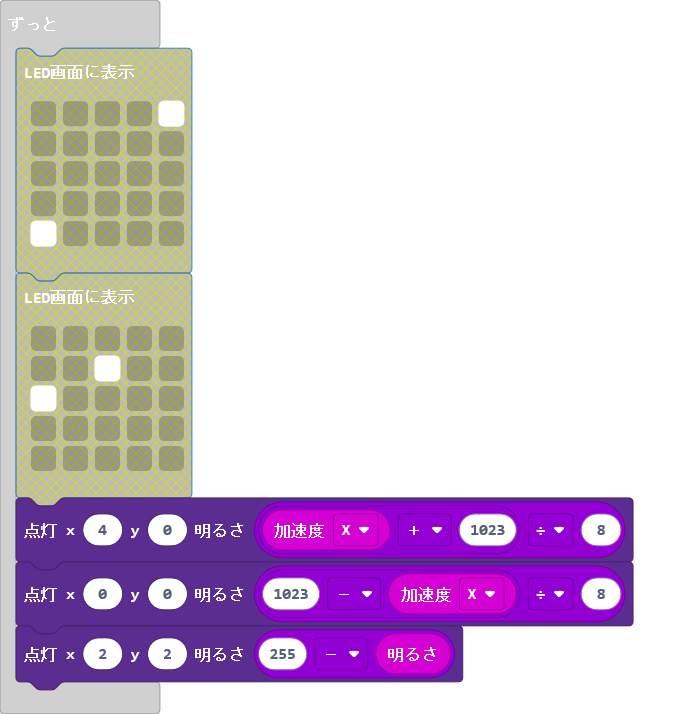 ずっと
LED画面に表示
LED画面に表示
点灯 x 4 y 0 明るさ 加速度 X + 1023 ÷ 8
点灯 x 0 y 0 明るさ 1023 - 加速度 X ÷ 8
点灯 x 2 y 2 明るさ 255 - 明るさ